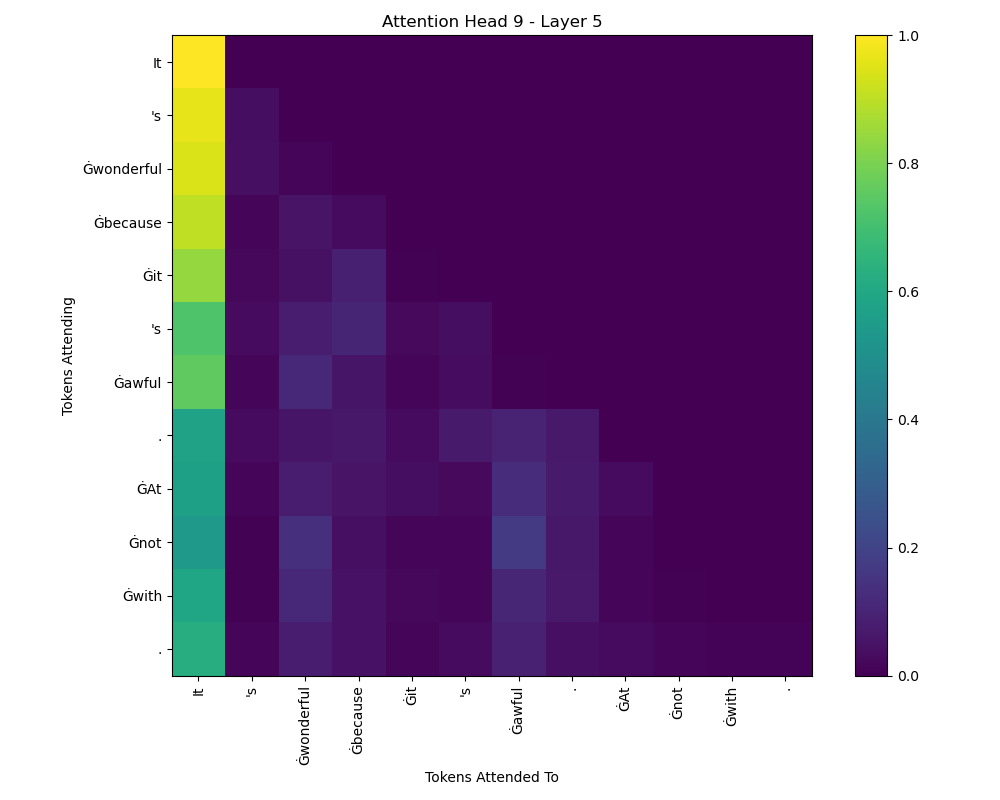 Attention Head 9 - Layer 5
It
's
Ġwonderful
Ġbecause
Ġit
's
Ġawful
.
ĠAt
Ġnot
Ġwith
.
Tokens Attending
It
's
Ġwonderful
Ġbecause
Ġit
's
Ġawful
.
ĠAt
Ġnot
Ġwith
.
Tokens Attended To
1.0
0.8
0.6
0.4
0.2
0.0